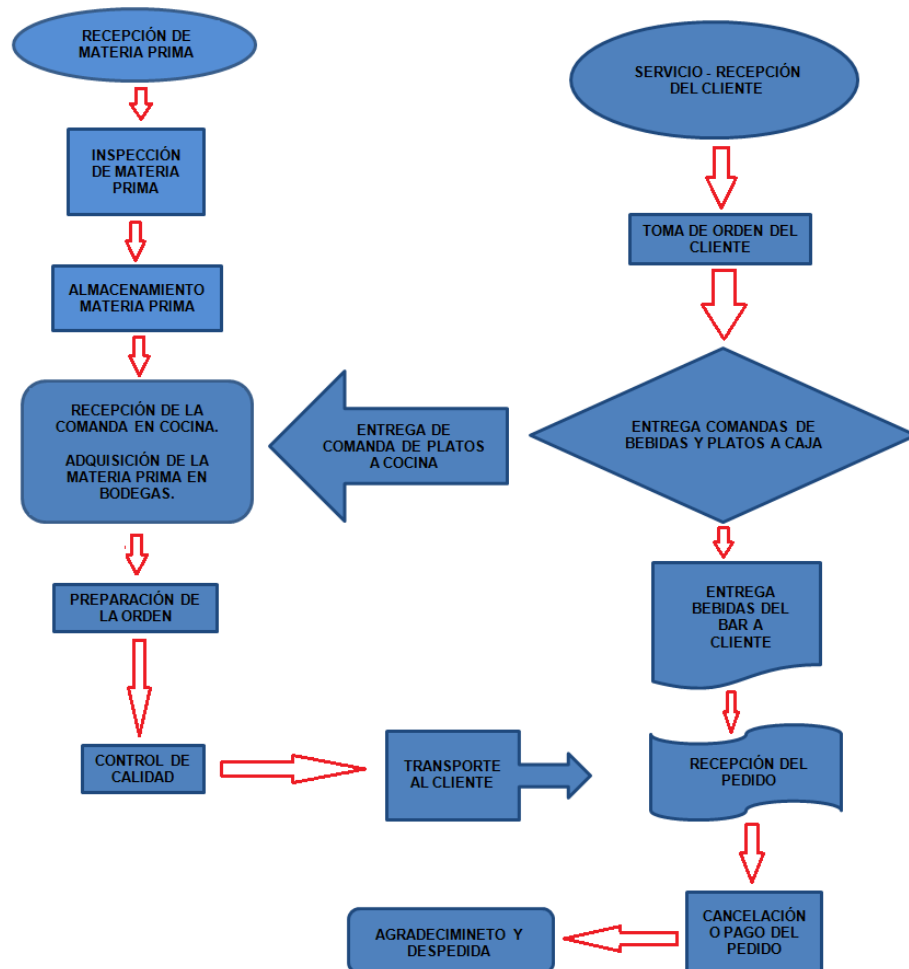 RECEPCIÓN DE
MATERIA PRIMA
SERVICIO - RECEPCIÓN
DEL CLIENTE
INSPECCIÓN
DE MATERIA
PRIMA
TOMA DE ORDEN DEL
CLIENTE
ALMACENAMIENTO
MATERIA PRIMA
RECEPCIÓN DE LA
COMANDA EN COCINA.
ADQUISICIÓN DE LA
MATERIA PRIMA EN
BODEGAS.
ENTREGA DE
COMANDA DE PLATOS
A COCINA
ENTREGA COMANDAS DE
BEBIDAS Y PLATOS A CAJA
PREPARACIÓN DE
LA ORDEN
ENTREGA
BEBIDAS DEL
BAR A
CLIENTE
CONTROL DE
CALIDAD
TRANSPORTE
AL CLIENTE
RECEPCIÓN DEL
PEDIDO
AGRADECIMINETO Y
DESPEDIDA
CANCELACIÓN
O PAGO DEL
PEDIDO